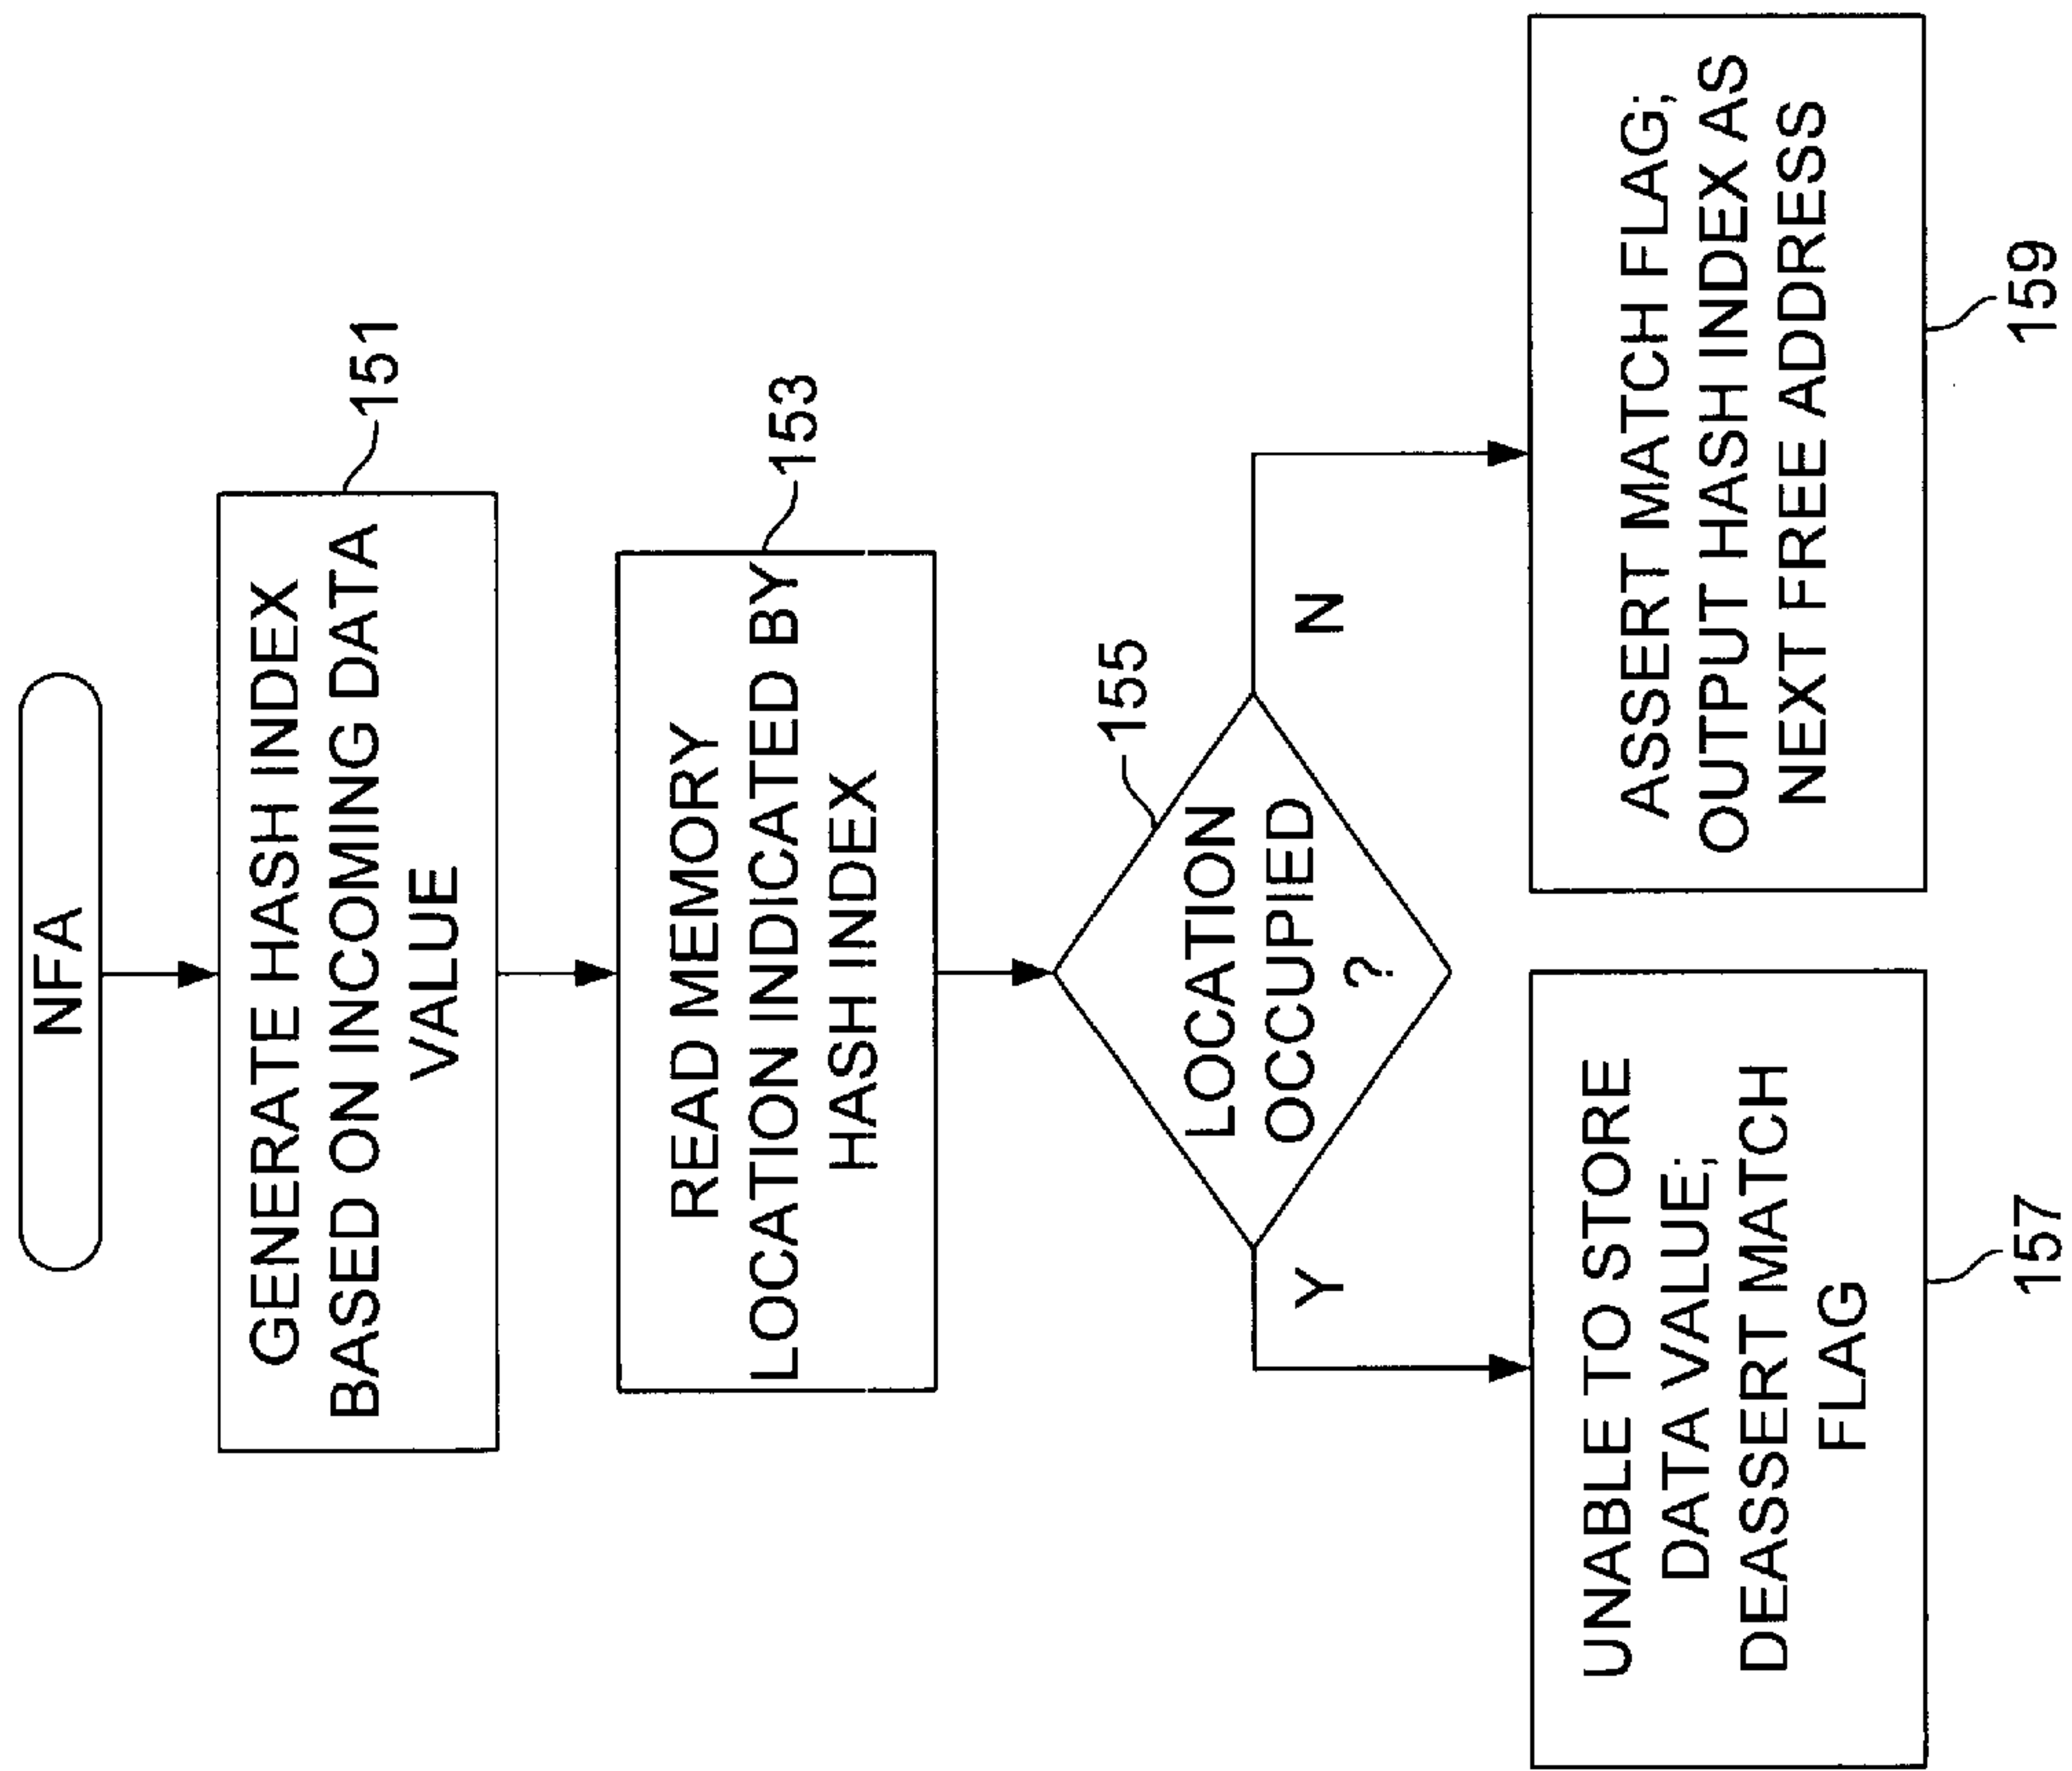 NFA
GENERATE HASH INDEX
BASED ON INCOMING DATA
VALUE
151
READ MEMORY
LOCATION INDICATED BY
HASH INDEX
153
LOCATION
OCCUPIED
?
155
Y
N
UNABLE TO STORE
DATA VALUE;
DEASSERT MATCH
FLAG
157
ASSERT MATCH FLAG;
OUTPUT HASH INDEX AS
NEXT FREE ADDRESS
159